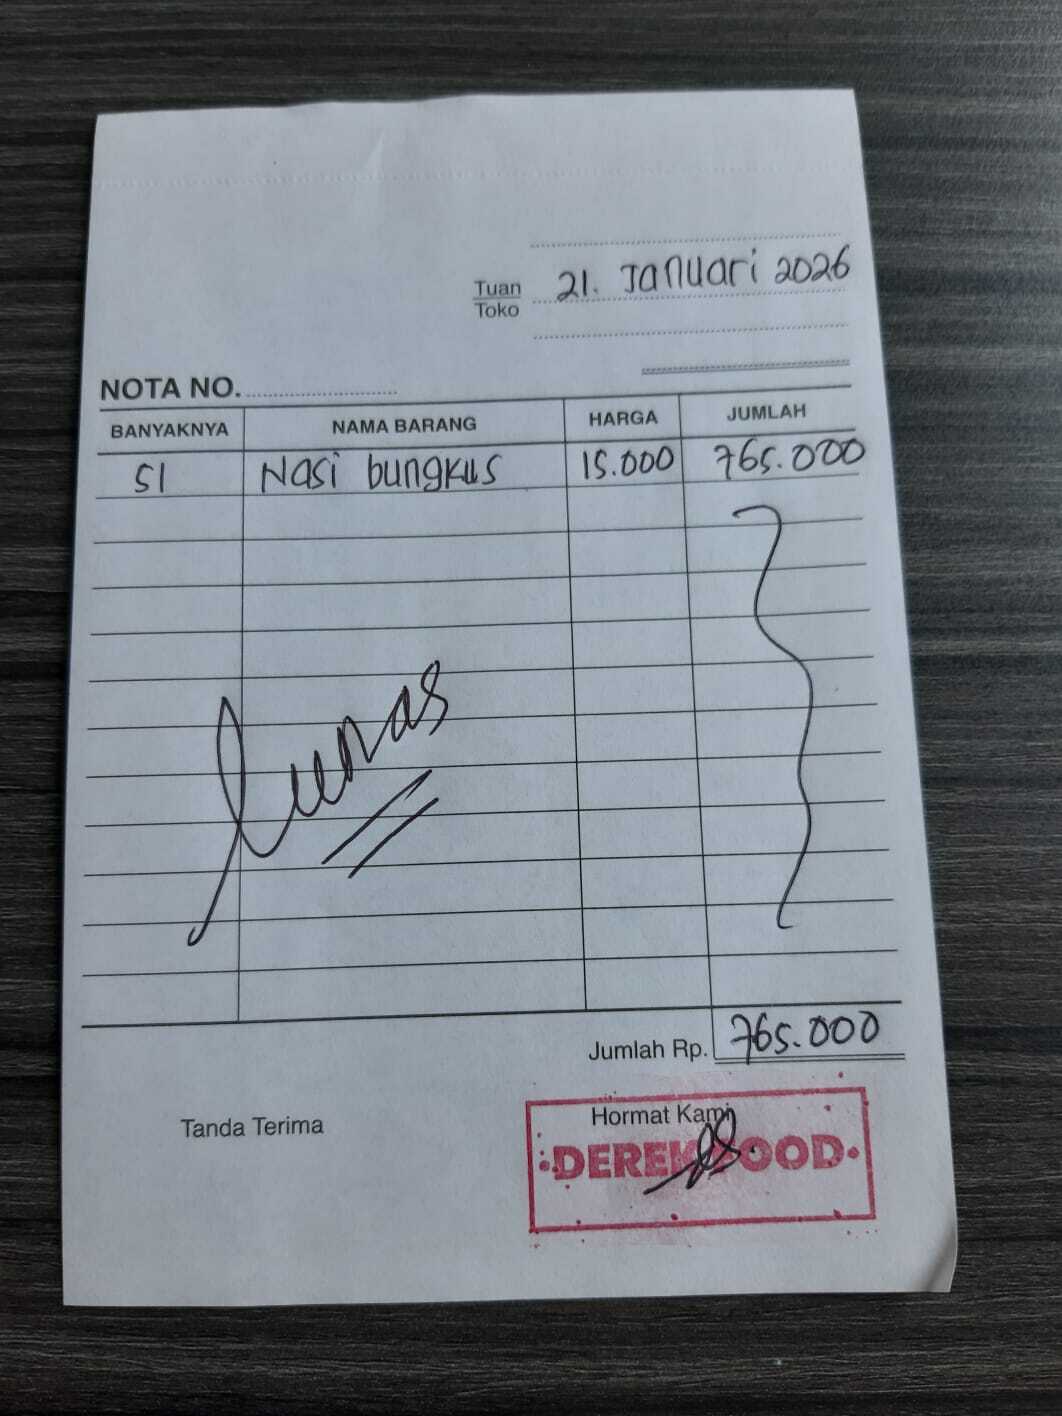 21. Januari 2026
Tuan
Toko
NOTA NO.
BANYAKNYA NAMA BARANG HARGA JUMLAH
51 Nasi bungkus 15.000 765.000
Lunas
Jumlah Rp. 765.000
Tanda Terima
Hormat Kami